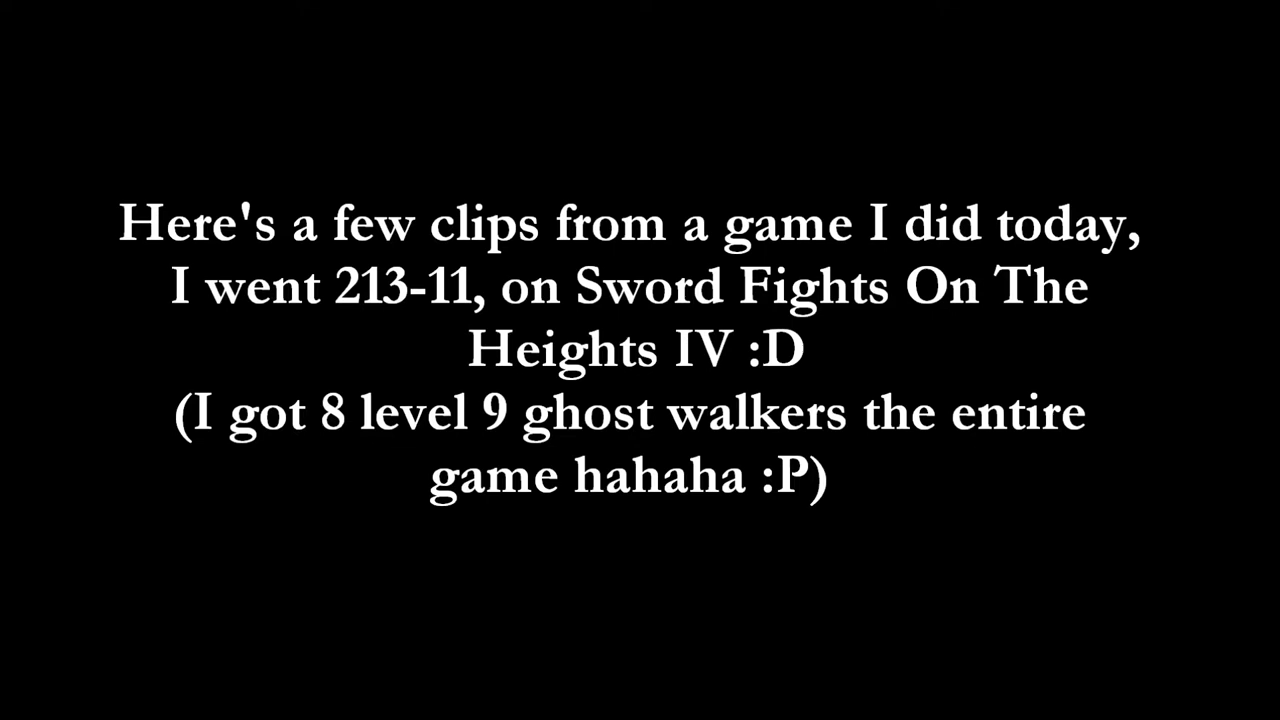 Here's a few clips from a game I did today,
I went 213-11, on Sword Fights On The
Heights IV :D
(I got 8 level 9 ghost walkers the entire
game hahaha :P)